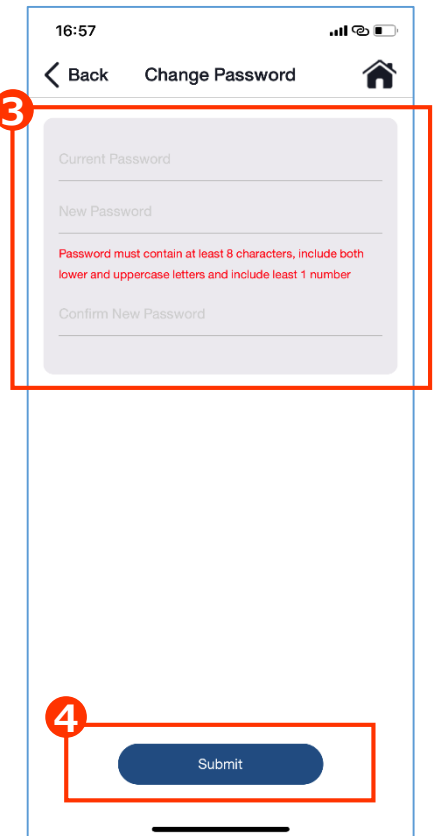 16:57
Back Change Password
3
Current Password
New Password
Password must contain at least 8 characters, include both
lower and uppercase letters and include least 1 number
Confirm New Password
4
Submit